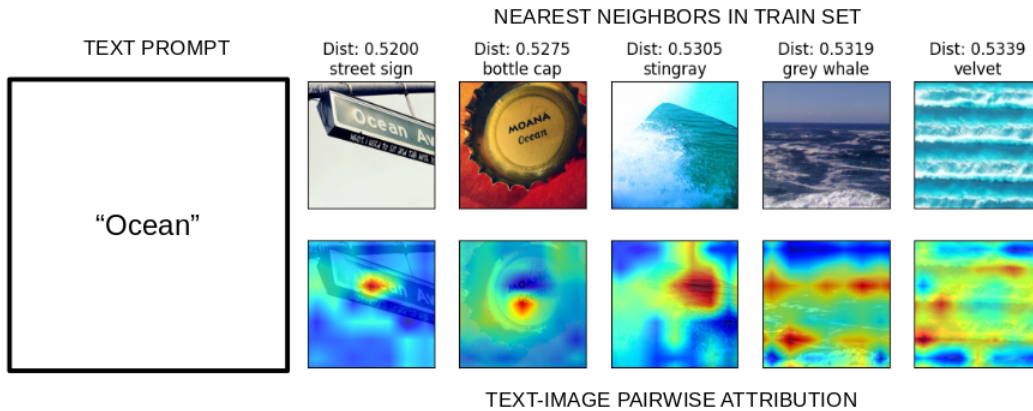 NEAREST NEIGHBORS IN TRAIN SET
TEXT PROMPT
Dist: 0.5200
street sign
Dist: 0.5275
bottle cap
Dist: 0.5305
stingray
Dist: 0.5319
grey whale
Dist: 0.5339
velvet
"Ocean"
Ocean Av
MOANA
Ocean
TEXT-IMAGE PAIRWISE ATTRIBUTION